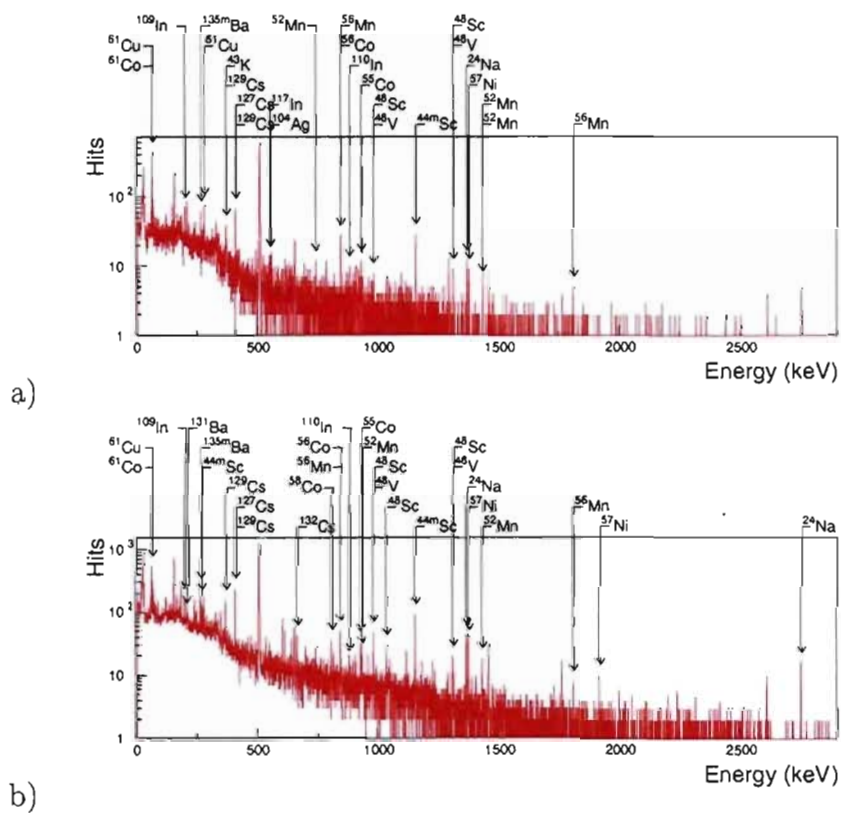 ¹⁰⁹In ¹³⁵ᵐBa ⁵²Mn ⁵⁶Mn ⁴⁸Sc
⁶¹Cu ⁶¹Cu ⁵⁶Co ⁴⁸V
⁶¹Co ⁴³K ¹¹⁰In ²⁴Na
¹²⁹Cs ⁵⁵Co ⁵⁷Ni
¹²⁷Cs ¹¹⁷In ⁴⁸Sc ⁵²Mn
¹²⁹Cs ¹⁰⁴Ag ⁴⁸V ⁴⁴ᵐSc ⁵²Mn ⁵⁶Mn
Hits
10²
10
1
0 500 1000 1500 2000 2500
Energy (keV)
a)
¹⁰⁹In ¹³¹Ba ¹¹⁰In ⁵⁵Co
⁶¹Cu ¹³⁵ᵐBa ⁵⁶Co ⁵²Mn ⁴⁸Sc
⁶¹Co ⁴⁴ᵐSc ⁵⁶Mn ⁴⁸Sc ⁴⁸V
¹²⁹Cs ⁵⁸Co ⁴⁸V ²⁴Na
¹²⁷Cs ⁴⁸Sc ⁵⁷Ni ⁵⁶Mn
¹²⁹Cs ¹³²Cs ⁴⁴ᵐSc ⁵²Mn ⁵⁷Ni ²⁴Na
Hits
10³
10²
10
1
0 500 1000 1500 2000 2500
Energy (keV)
b)